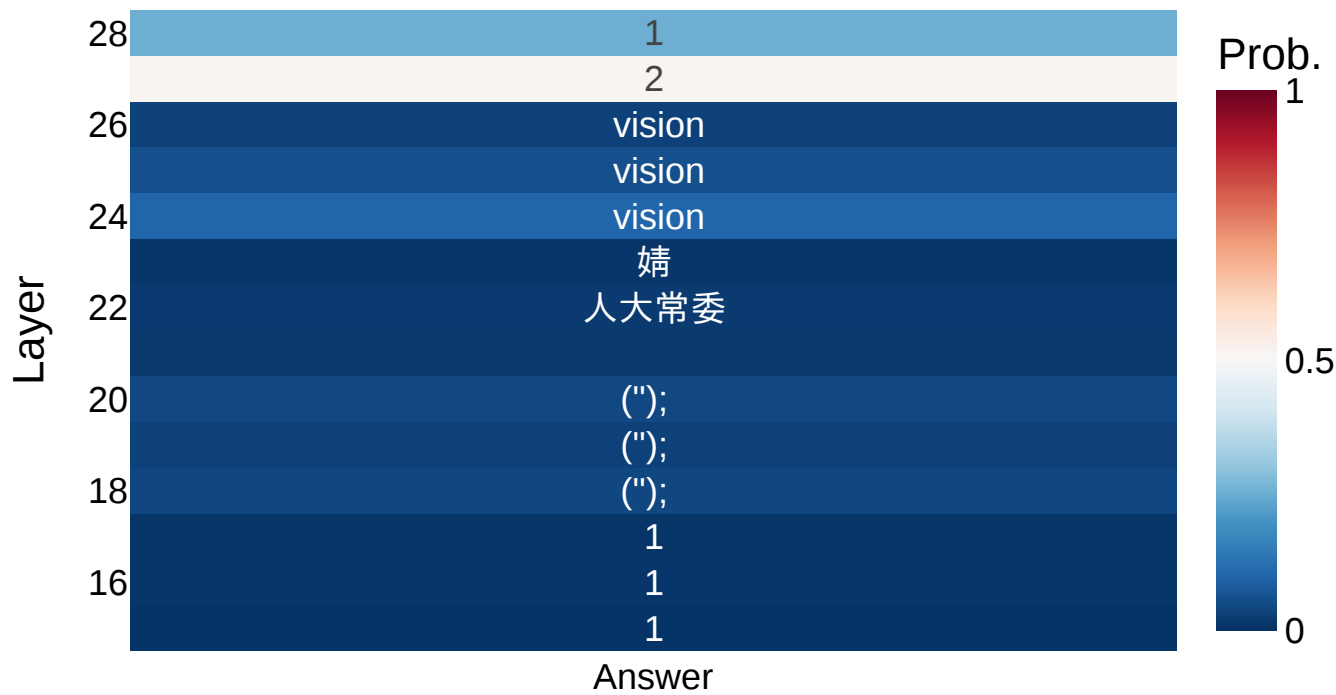 28
1
2
26
vision
vision
24
vision
婧
22
人大常委
20
(");
(");
18
(");
1
16
1
1
Layer
Answer
Prob.
1
0.5
0